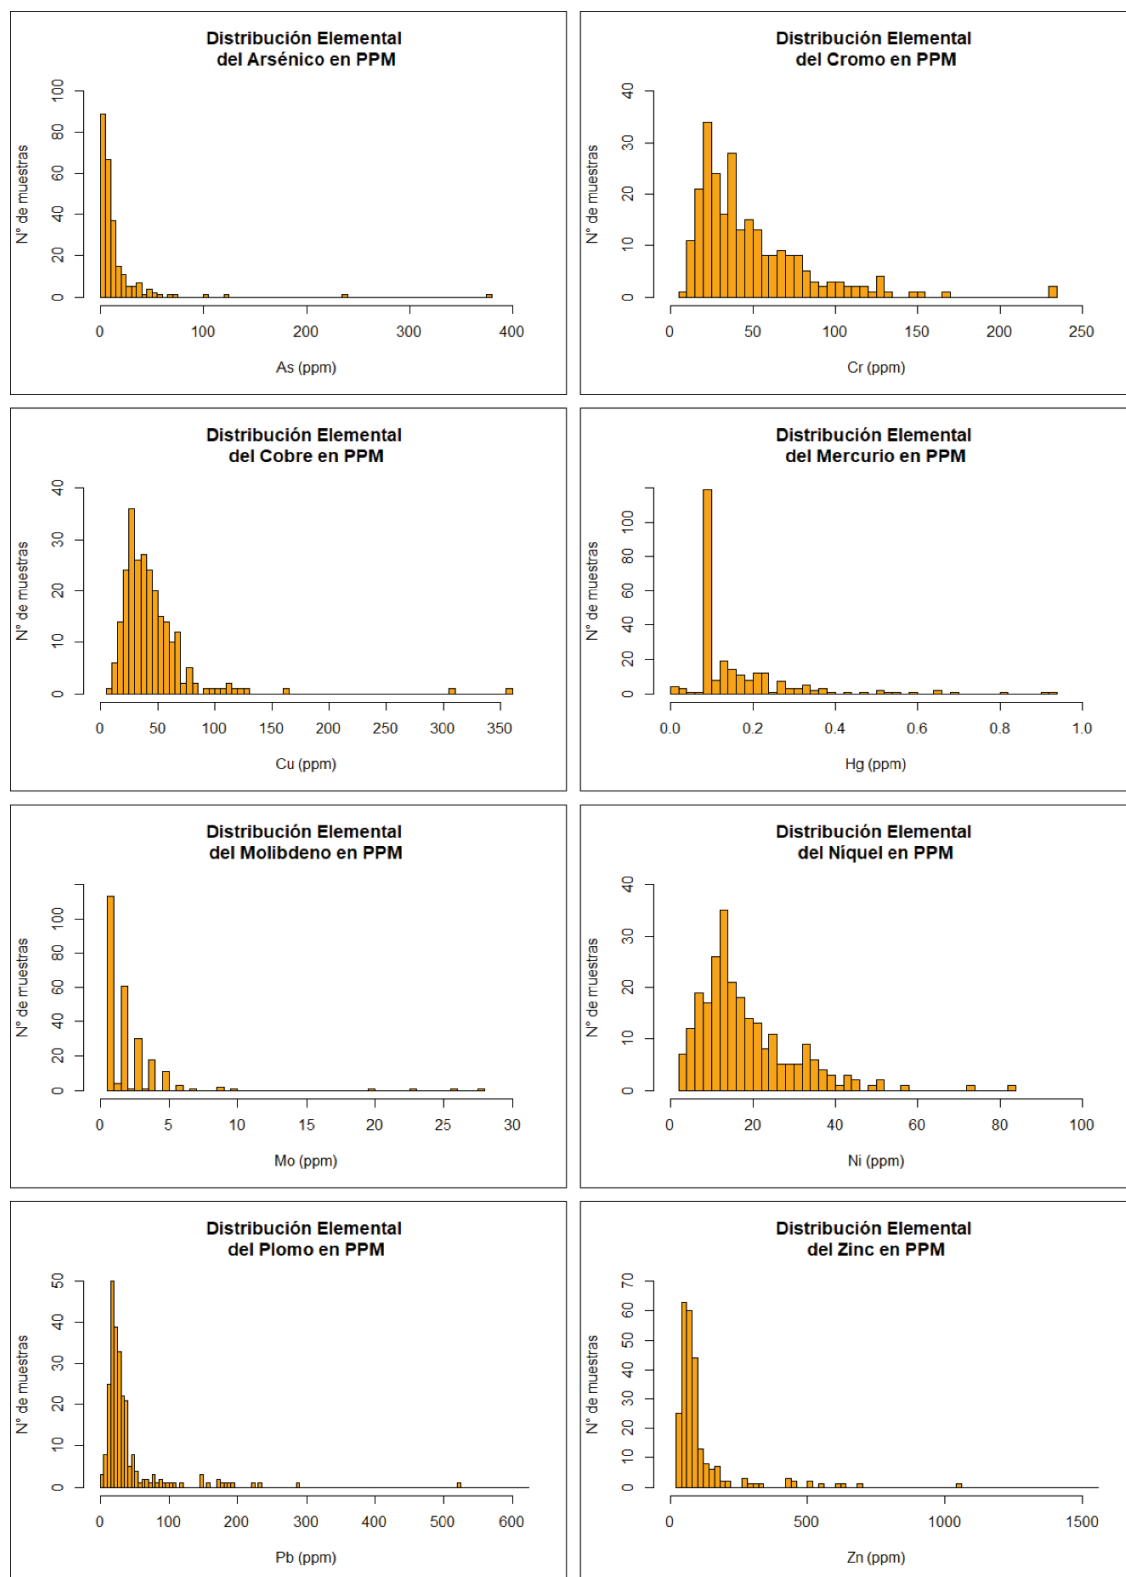 Distribución Elemental
del Arsénico en PPM
N° de muestras
0 20 40 60 80 100
0 100 200 300 400
As (ppm)
Distribución Elemental
del Cromo en PPM
N° de muestras
0 10 20 30 40
0 50 100 150 200 250
Cr (ppm)
Distribución Elemental
del Cobre en PPM
N° de muestras
0 10 20 30 40
0 50 100 150 200 250 300 350
Cu (ppm)
Distribución Elemental
del Mercurio en PPM
N° de muestras
0 20 40 60 80 100
0.0 0.2 0.4 0.6 0.8 1.0
Hg (ppm)
Distribución Elemental
del Molibdeno en PPM
N° de muestras
0 20 40 60 80 100
0 5 10 15 20 25 30
Mo (ppm)
Distribución Elemental
del Níquel en PPM
N° de muestras
0 10 20 30 40
0 20 40 60 80 100
Ni (ppm)
Distribución Elemental
del Plomo en PPM
N° de muestras
0 10 20 30 40 50
0 100 200 300 400 500 600
Pb (ppm)
Distribución Elemental
del Zinc en PPM
N° de muestras
0 10 20 30 40 50 60 70
0 500 1000 1500
Zn (ppm)